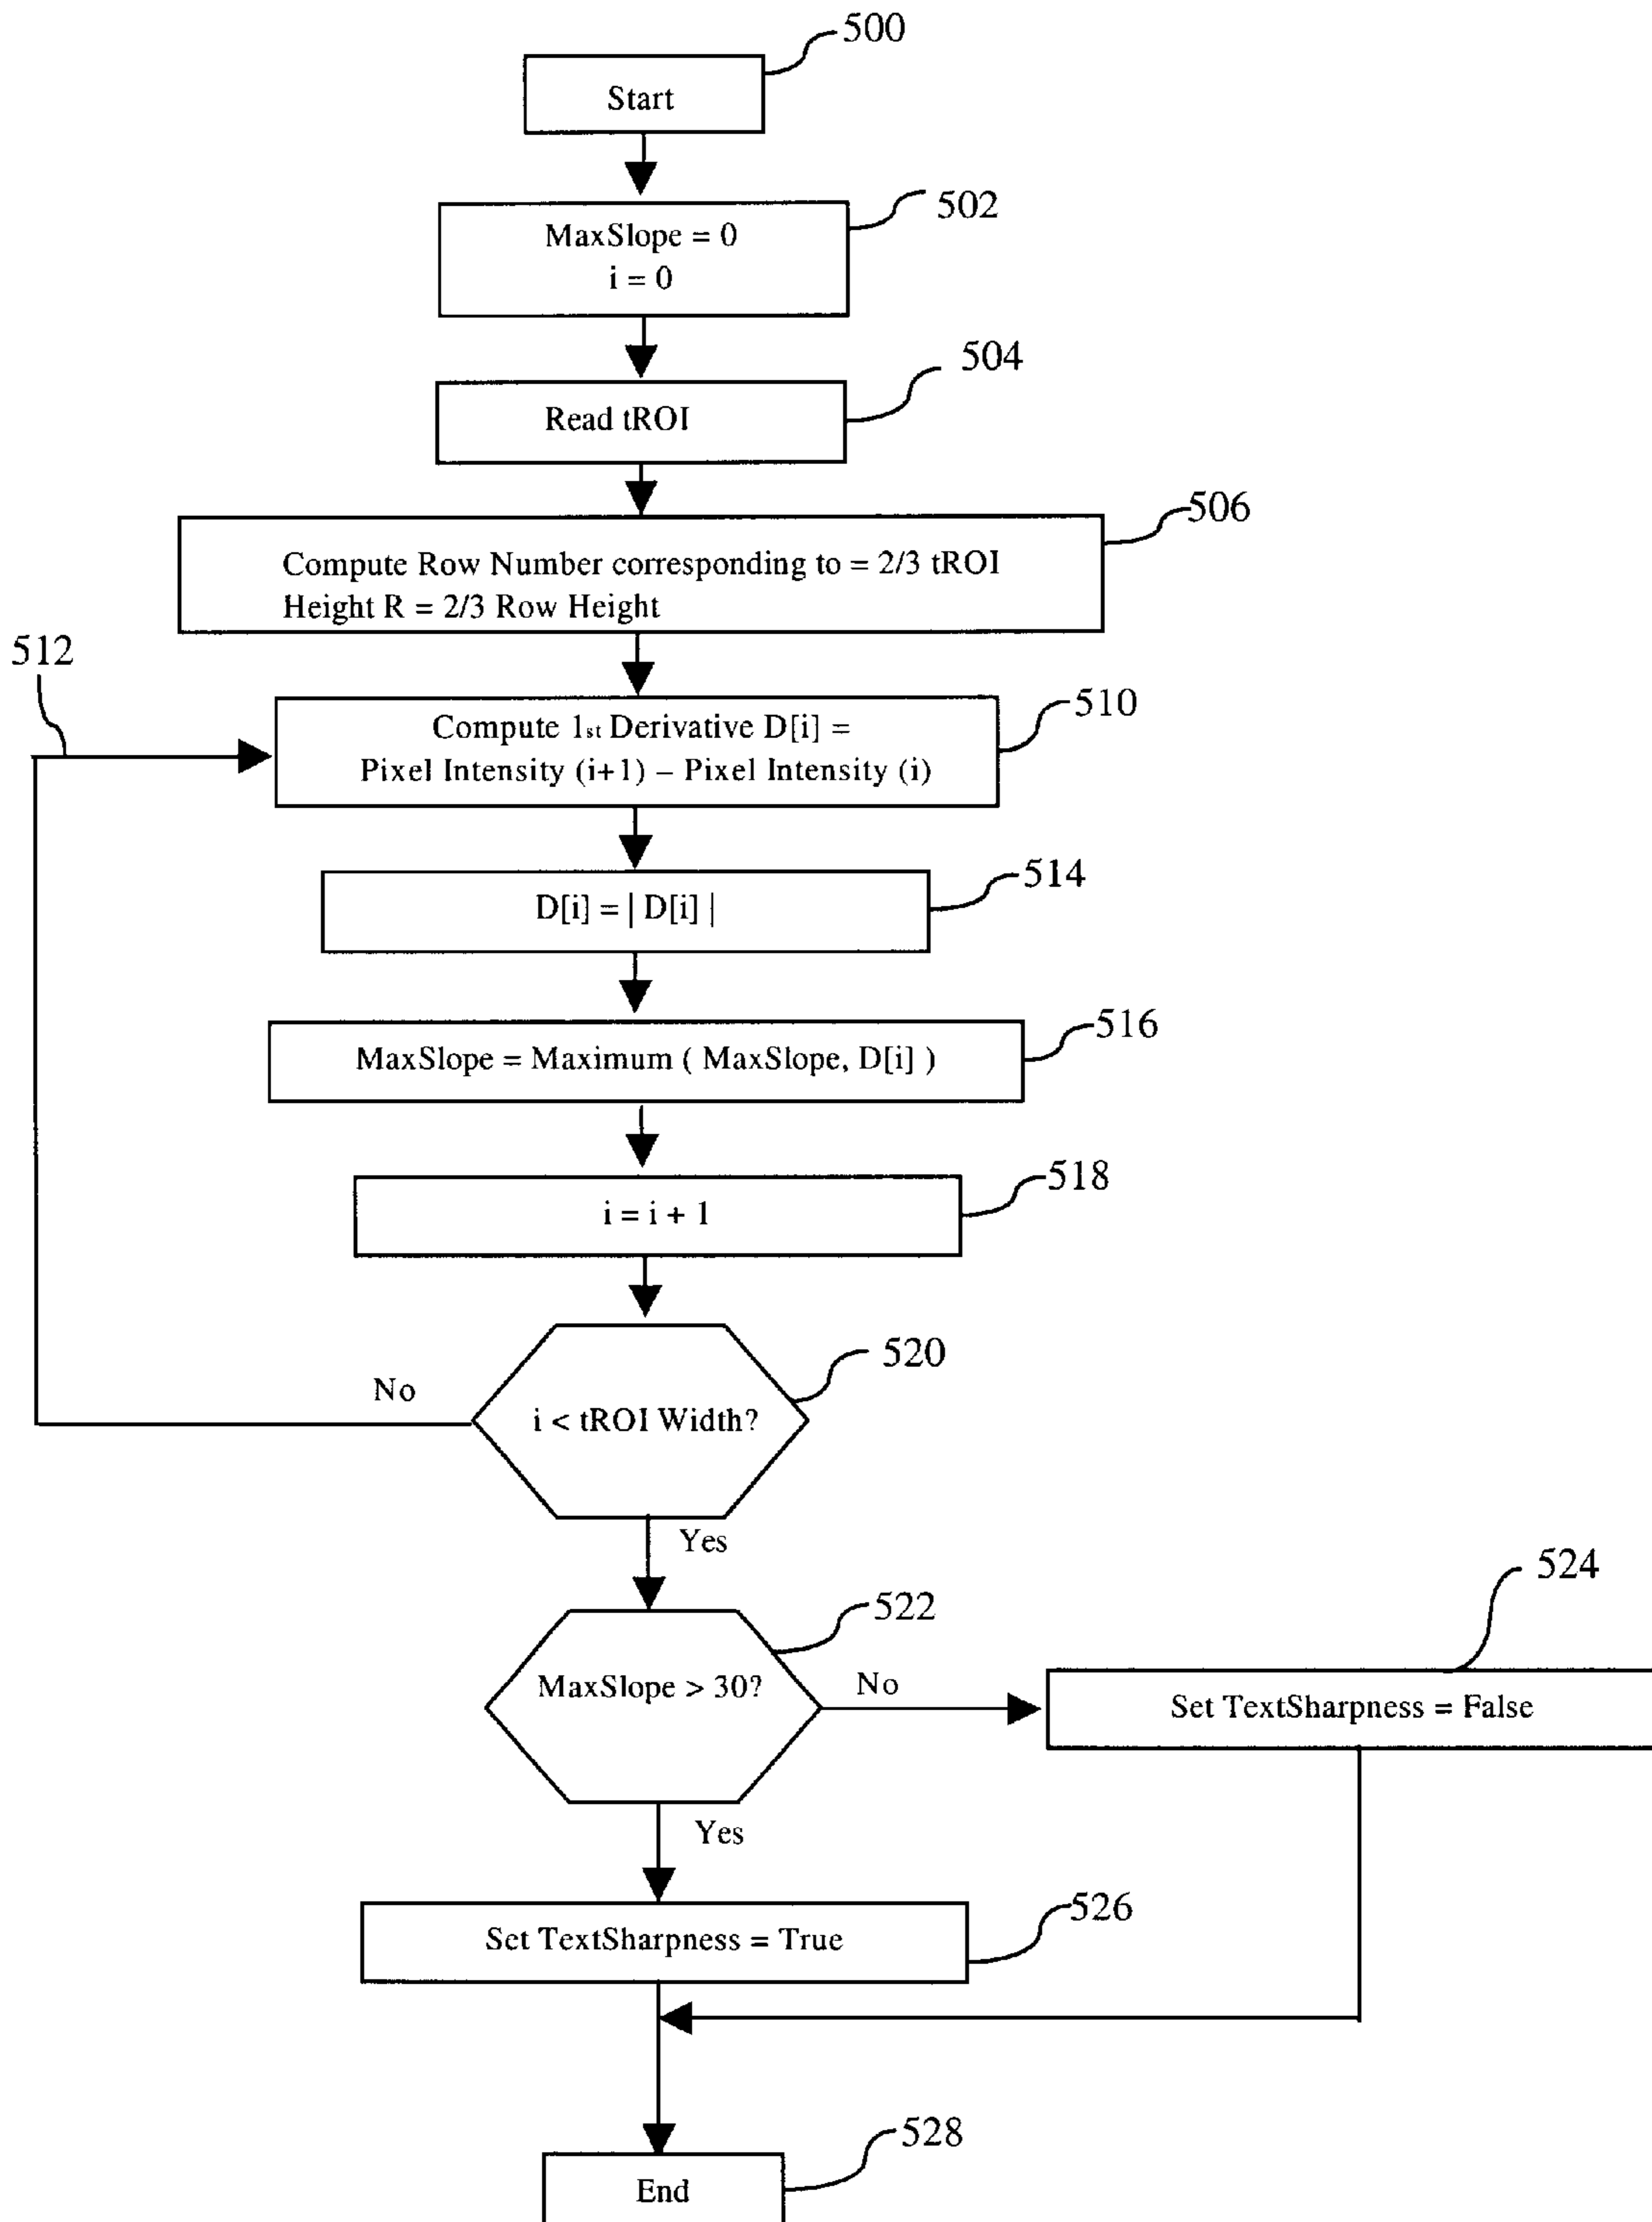 500
Start
502
MaxSlope = 0
i = 0
504
Read tROI
506
Compute Row Number corresponding to = 2/3 tROI
Height R = 2/3 Row Height
512
510
Compute 1st Derivative D[i] =
Pixel Intensity (i+1) – Pixel Intensity (i)
514
D[i] = | D[i] |
516
MaxSlope = Maximum ( MaxSlope, D[i] )
518
i = i + 1
520
No
i < tROI Width?
Yes
524
522
MaxSlope > 30?
No
Set TextSharpness = False
Yes
526
Set TextSharpness = True
528
End